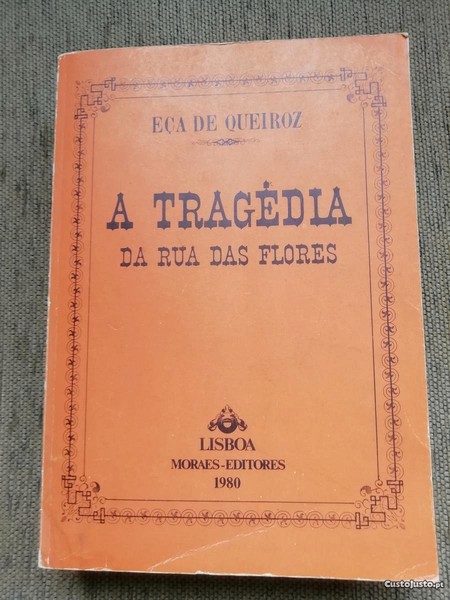 EÇA DE QUEIROZ
A TRAGÉDIA
DA RUA DAS FLORES
LISBOA
MORAES-EDITORES
1980
CustoJusto.pt